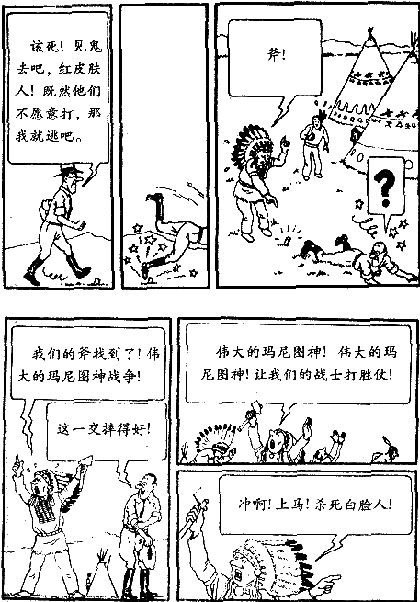 该死！见鬼
去吧，红皮肤
人！既然他们
不愿意打，那
我就逃吧。
斧！
?
我们的斧找到了！伟
大的玛尼图神战争！
这一交摔得好！
伟大的玛尼图神！伟大的玛
尼图神！让我们的战士打胜仗！
冲啊！上马！杀死白脸人！